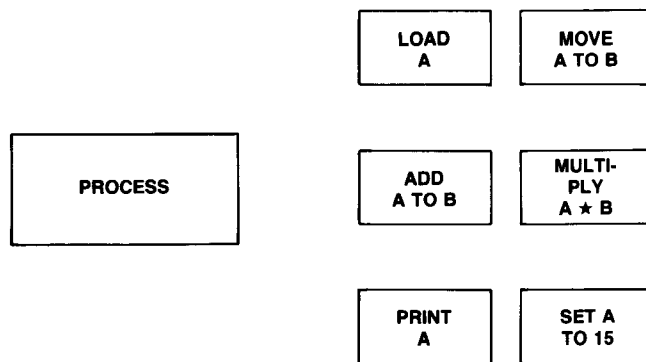 LOAD
A
MOVE
A TO B
PROCESS
ADD
A TO B
MULTI-
PLY
A ★ B
PRINT
A
SET A
TO 15